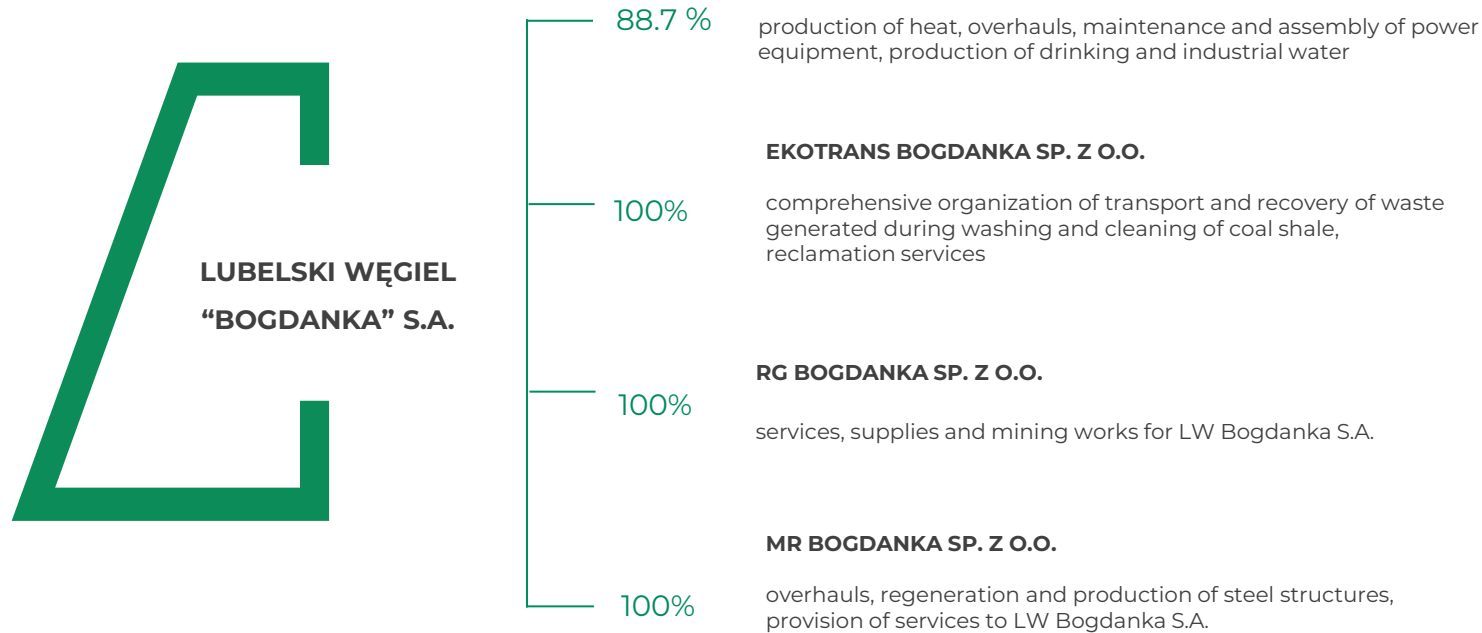 LUBELSKI WĘGIEL
“BOGDANKA” S.A.
88.7 %
production of heat, overhauls, maintenance and assembly of power
equipment, production of drinking and industrial water
EKOTRANS BOGDANKA SP. Z O.O.
100%
comprehensive organization of transport and recovery of waste
generated during washing and cleaning of coal shale,
reclamation services
RG BOGDANKA SP. Z O.O.
100%
services, supplies and mining works for LW Bogdanka S.A.
MR BOGDANKA SP. Z O.O.
100%
overhauls, regeneration and production of steel structures,
provision of services to LW Bogdanka S.A.